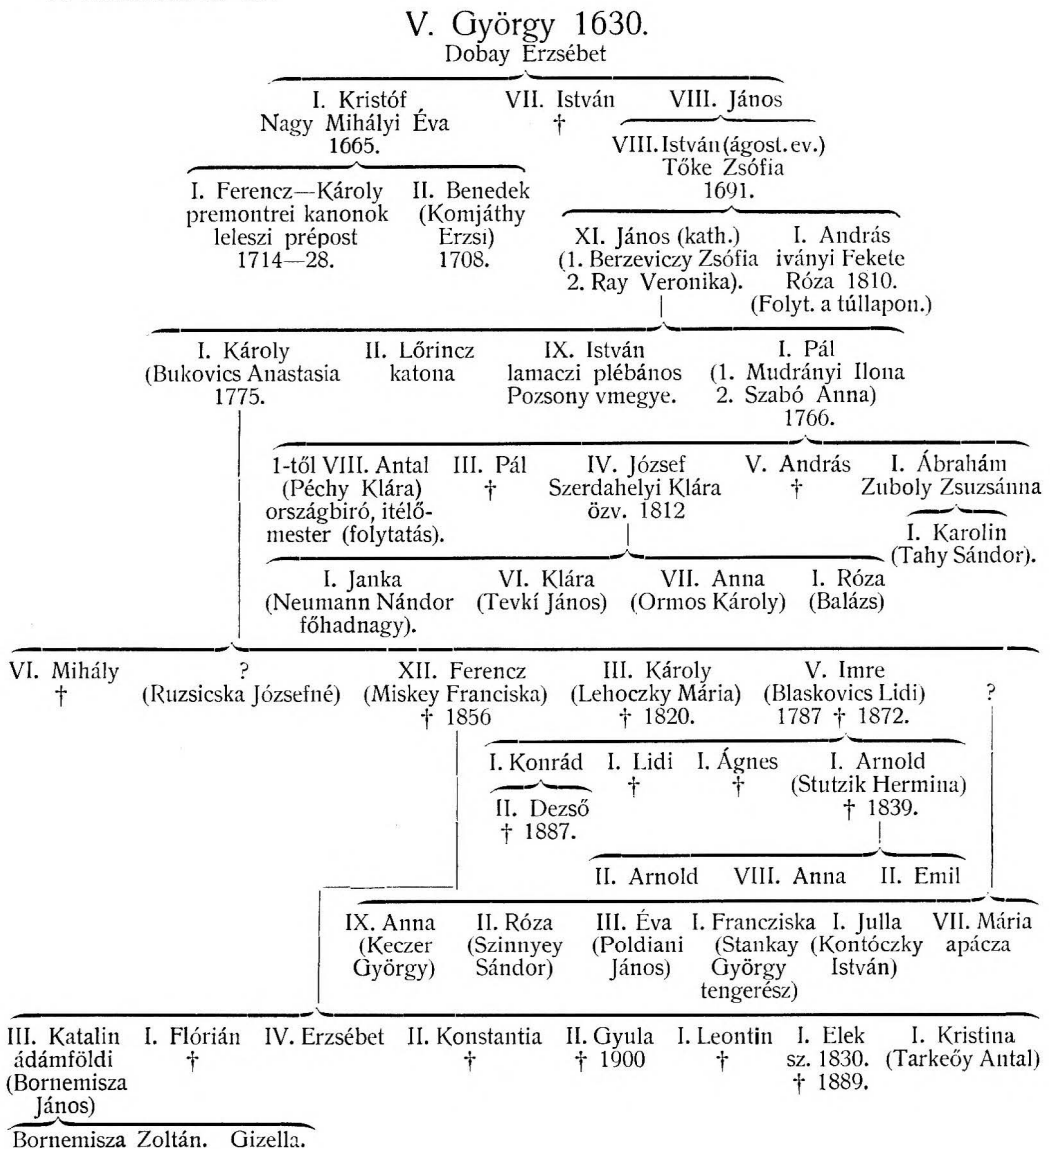 V. György 1630.
Dobay Erzsébet
I. Kristóf VII. István VIII. János
Nagy Mihályi Éva †
1665. VIII. István (ágost. ev.)
Tőke Zsófia
I. Ferencz—Károly II. Benedek 1691.
premontrei kanonok (Komjáthy
leleszi prépost Erzsi) XI. János (kath.) I. András
1714—28. 1708. (1. Berzeviczy Zsófia iványi Fekete
2. Ray Veronika). Róza 1810.
(Folyt. a túllapon.)
I. Károly II. Lőrincz IX. István I. Pál
(Bukovics Anastasia katona lamaczi plébános (1. Mudrányi Ilona
1775. Pozsony vmegye. 2. Szabó Anna)
1766.
1-től VIII. Antal III. Pál IV. József V. András I. Ábrahám
(Péchy Klára) † Szerdahelyi Klára † Zuboly Zsuzsánna
országbiró, itélő- özv. 1812
mester (folytatás). I. Karolin
(Tahy Sándor).
I. Janka VI. Klára VII. Anna I. Róza
(Neumann Nándor (Tevkí János) (Ormos Károly) (Balázs)
főhadnagy).
VI. Mihály ? XII. Ferencz III. Károly V. Imre ?
† (Ruzsicska Józsefné) (Miskey Franciska) (Lehoczky Mária) (Blaskovics Lidi)
† 1856 † 1820. 1787 † 1872.
I. Konrád I. Lidi I. Ágnes I. Arnold
† † (Stutzik Hermina)
II. Dezső † 1839.
† 1887.
II. Arnold VIII. Anna II. Emil
IX. Anna II. Róza III. Éva I. Francziska I. Julla VII. Mária
(Keczer (Szinnyey (Poldiani (Stankay (Kontóczky apácza
György) Sándor) János) György István)
tengerész)
III. Katalin I. Flórián IV. Erzsébet II. Konstantia II. Gyula I. Leontin I. Elek I. Kristina
ádámföldi † † † 1900 † sz. 1830. (Tarkeőy Antal)
(Bornemisza † 1889.
János)
Bornemisza Zoltán. Gizella.